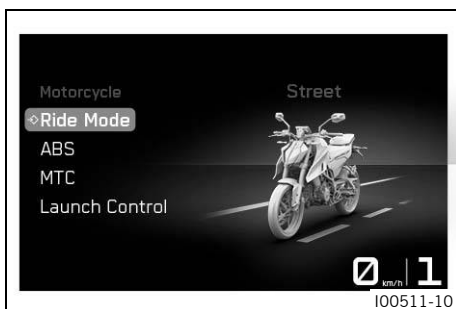 Motorcycle
Street
Ride Mode
ABS
MTC
Launch Control
0 km/h 1
I00511-10